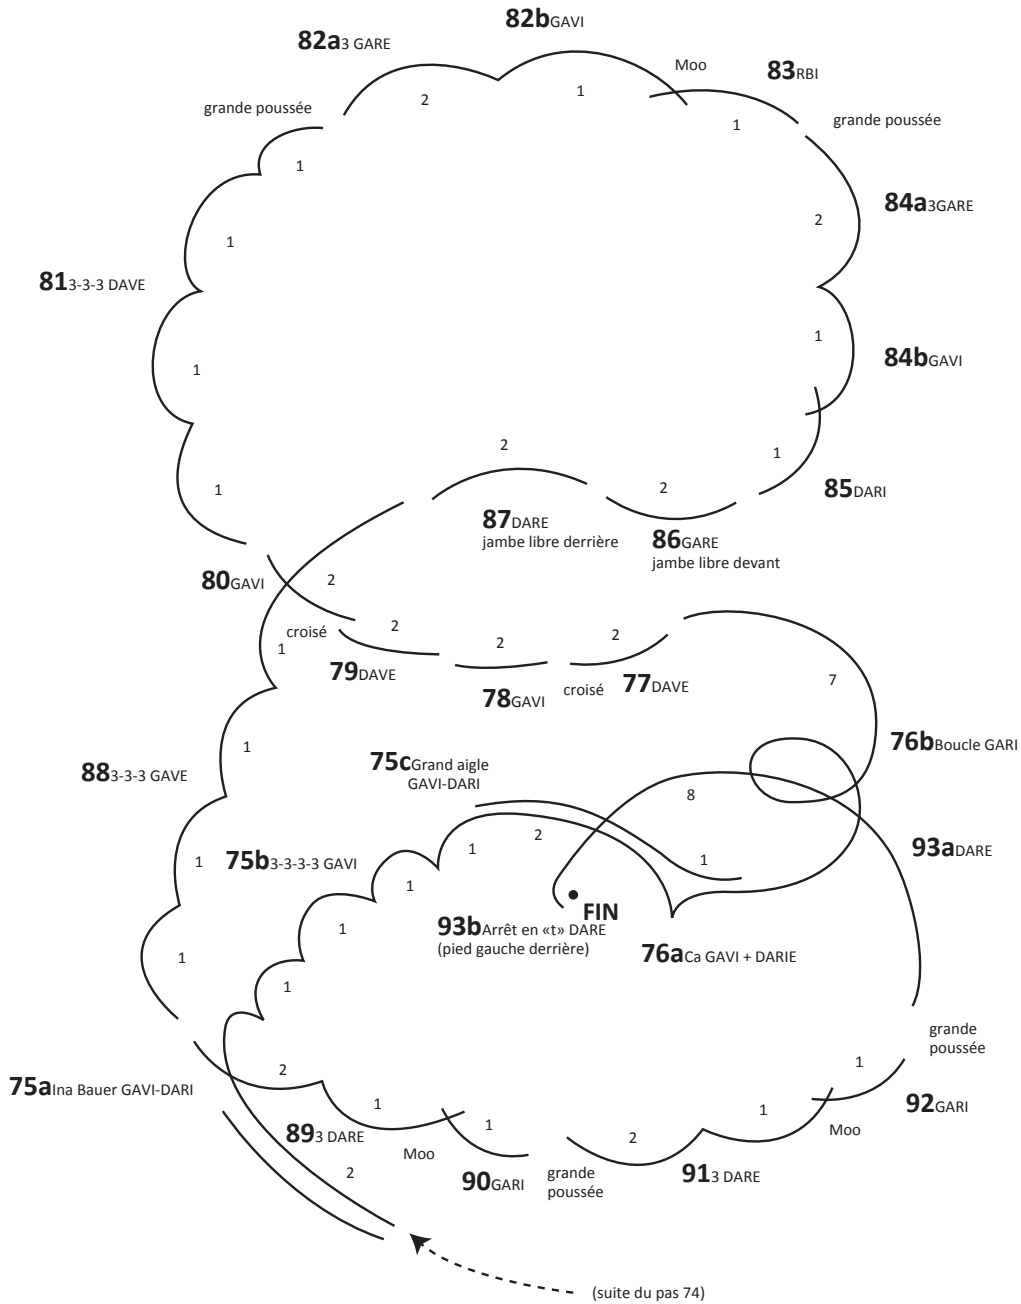 82b GAVI
82a 3 GARE
Moo
83 RBI
grande poussée
2
1
1
grande poussée
1
84a 3GARE
2
1
81 3-3-3 DAVE
1
84b GAVI
1
2
1
1
2
85 DARI
87 DARE
jambe libre derrière
86 GARE
jambe libre devant
80 GAVI
2
croisé
2
2
2
1
79 DAVE
78 GAVI
croisé
77 DAVE
7
76b Boucle GARI
1
75c Grand aigle
GAVI-DARI
88 3-3-3 GAVE
8
2
1
1
93a DARE
1
75b 3-3-3-3 GAVI
1
FIN
93b Arrêt en «t» DARE
(pied gauche derrière)
1
76a Ca GAVI + DARIE
1
1
grande
poussée
1
2
75a Ina Bauer GAVI-DARI
1
92 GARI
1
89 3 DARE
1
Moo
2
Moo
2
90 GARI
grande
poussée
91 3 DARE
(suite du pas 74)